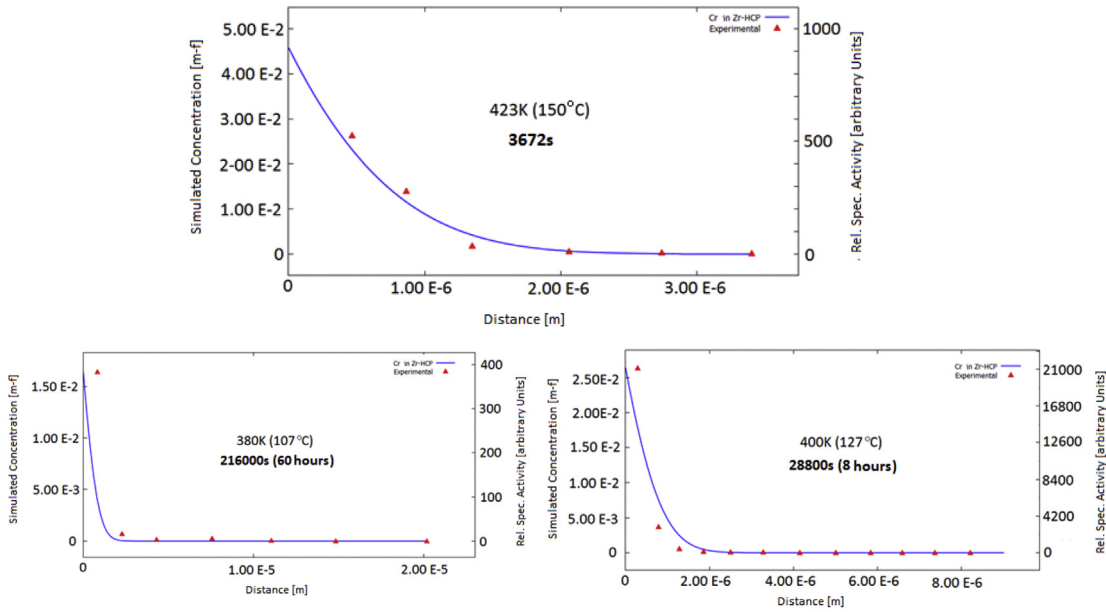 5.00 E-2
4.00 E-2
3.00 E-2
2-00 E-2
1.00 E-2
0
Simulated Concentration [m-f]
Cr in Zr-HCP
Experimental
423K (150°C)
3672s
1000
500
0
. Rel. Spec. Activity [arbitrary Units]
0
1.00 E-6
2.00 E-6
3.00 E-6
Distance [m]
1.50 E-2
1.00 E-2
5.00 E-3
0
Simulated Concentration [m-f]
Cr in Zr-HCP
Experimental
380K (107 °C)
216000s (60 hours)
400
300
200
100
0
Rel. Spec. Activity [arbitrary Units]
0
1.00 E-5
2.00 E-5
Distance [m]
2.50 E-2
2.00 E-2
1.50 E-2
1.00 E-2
5.00 E-3
0
Simulated Concentration [m-f]
Cr in Zr-HCP
Experimental
400K (127°C)
28800s (8 hours)
21000
16800
12600
8400
4200
0
Rel. Spec. Activity [arbitrary Units]
0
2.00 E-6
4.00 E-6
6.00 E-6
8.00 E-6
Distance [m]